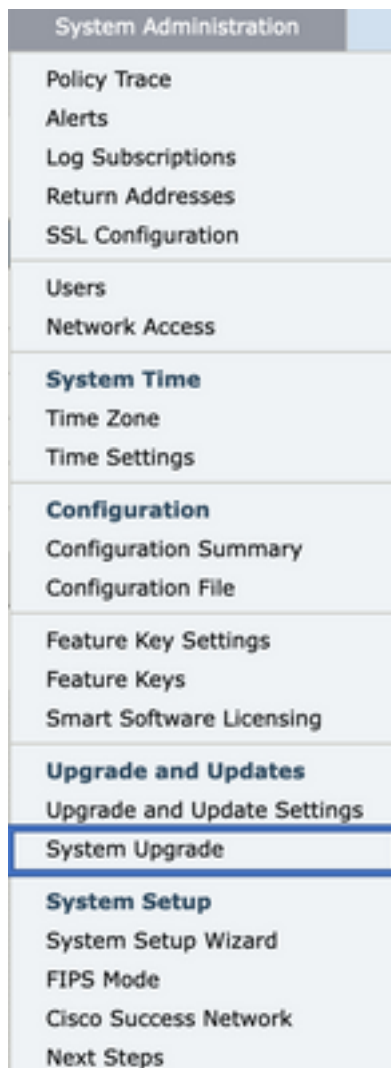 System Administration
Policy Trace
Alerts
Log Subscriptions
Return Addresses
SSL Configuration
Users
Network Access
System Time
Time Zone
Time Settings
Configuration
Configuration Summary
Configuration File
Feature Key Settings
Feature Keys
Smart Software Licensing
Upgrade and Updates
Upgrade and Update Settings
System Upgrade
System Setup
System Setup Wizard
FIPS Mode
Cisco Success Network
Next Steps